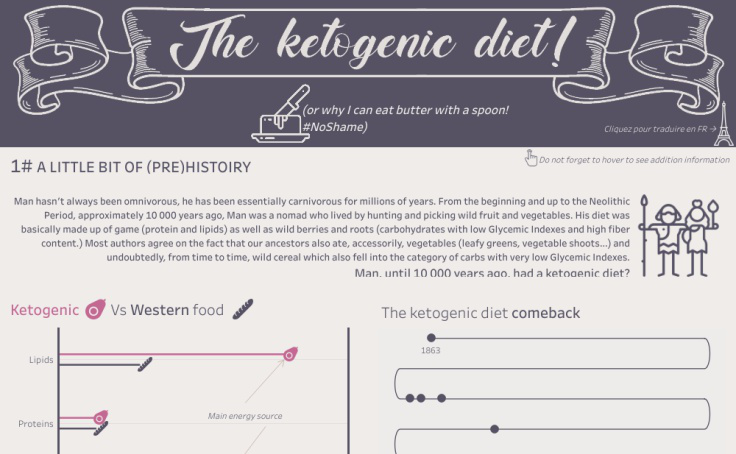 The ketogenic diet!
(or why I can eat butter with a spoon!
#NoShame)
Cliquez pour traduire en FR →
1# A LITTLE BIT OF (PRE)HISTOIRY
Do not forget to hover to see addition information
Man hasn't always been omnivorous, he has been essentially carnivorous for millions of years. From the beginning and up to the Neolithic
Period, approximately 10 000 years ago, Man was a nomad who lived by hunting and picking wild fruit and vegetables. His diet was
basically made up of game (protein and lipids) as well as wild berries and roots (carbohydrates with low Glycemic Indexes and high fiber
content.) Most authors agree on the fact that our ancestors also ate, accessorily, vegetables (leafy greens, vegetable shoots...) and
undoubtedly, from time to time, wild cereal which also fell into the category of carbs with very low Glycemic Indexes.
Man, until 10 000 years ago, had a ketogenic diet?
Ketogenic Vs Western food
The ketogenic diet comeback
Lipids
1863
Main energy source
Proteins